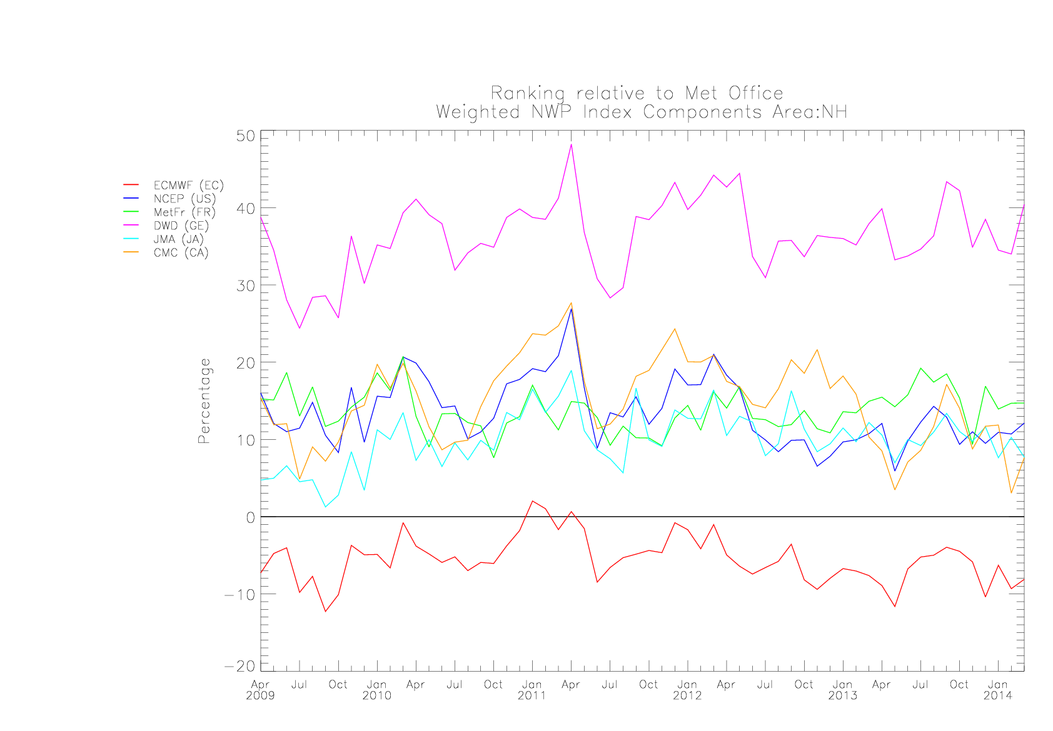 Ranking relative to Met Office
Weighted NWP Index Components Area:NH
ECMWF (EC)
NCEP (US)
MetFr (FR)
DWD (GE)
JMA (JA)
CMC (CA)
Percentage
50
40
30
20
10
0
-10
-20
Apr Jul Oct Jan Apr Jul Oct Jan Apr Jul Oct Jan Apr Jul Oct Jan Apr Jul Oct Jan
2009 2010 2011 2012 2013 2014